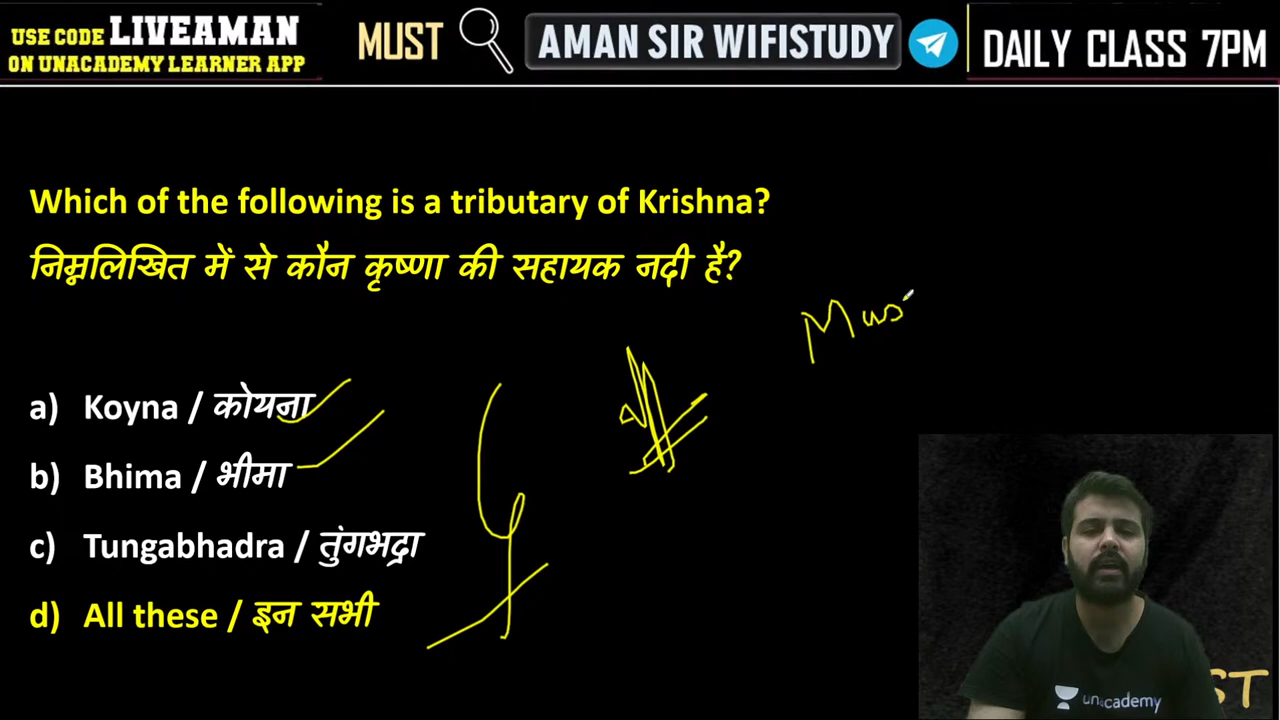 USE CODE LIVEAMAN
ON UNACADEMY LEARNER APP
MUST
AMAN SIR WIFISTUDY
DAILY CLASS 7PM
Which of the following is a tributary of Krishna?
निम्नलिखित में से कौन कृष्णा की सहायक नदी है?
Mus
a) Koyna / कोयना
b) Bhima / भीमा
c) Tungabhadra / तुंगभद्रा
d) All these / इन सभी
unacademy
ST